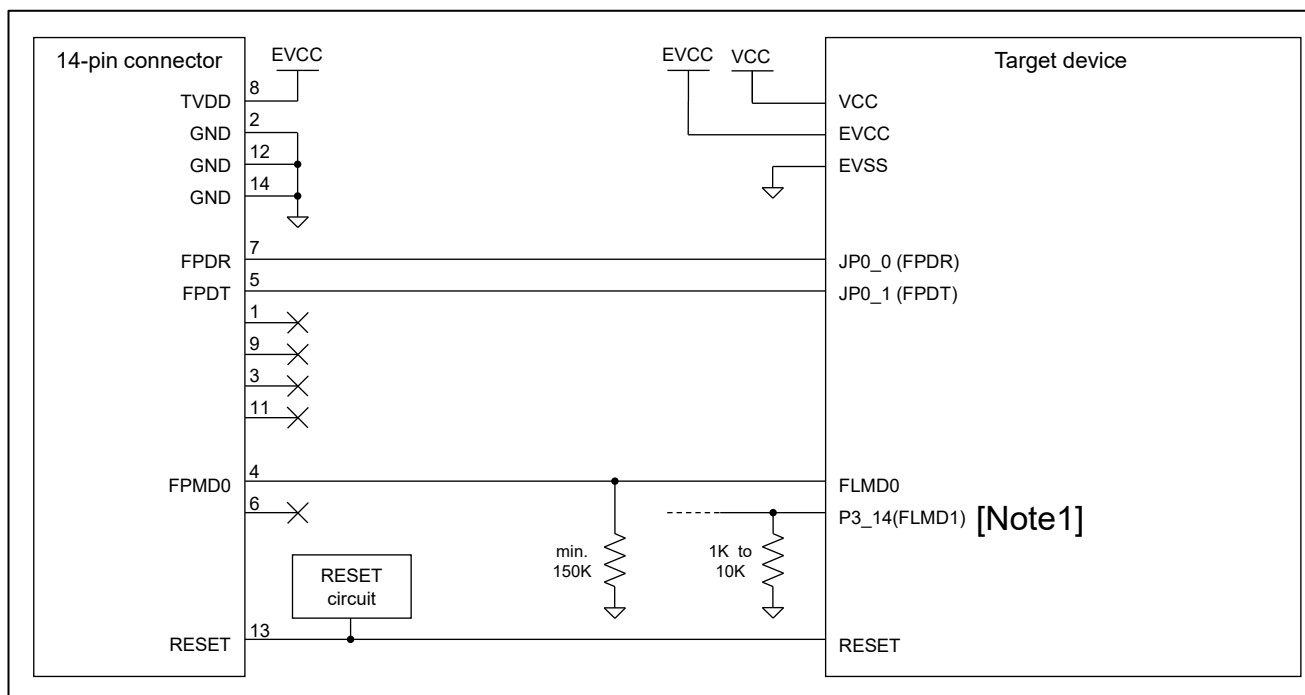 14-pin connector
EVCC
EVCC
VCC
Target device
TVDD
8
VCC
GND
2
EVCC
GND
12
EVSS
GND
14
FPDR
7
JP0_0 (FPDR)
FPDT
5
JP0_1 (FPDT)
1
9
3
11
FPMD0
4
FLMD0
6
P3_14(FLMD1) [Note1]
min.
150K
1K to
10K
RESET
circuit
RESET
13
RESET